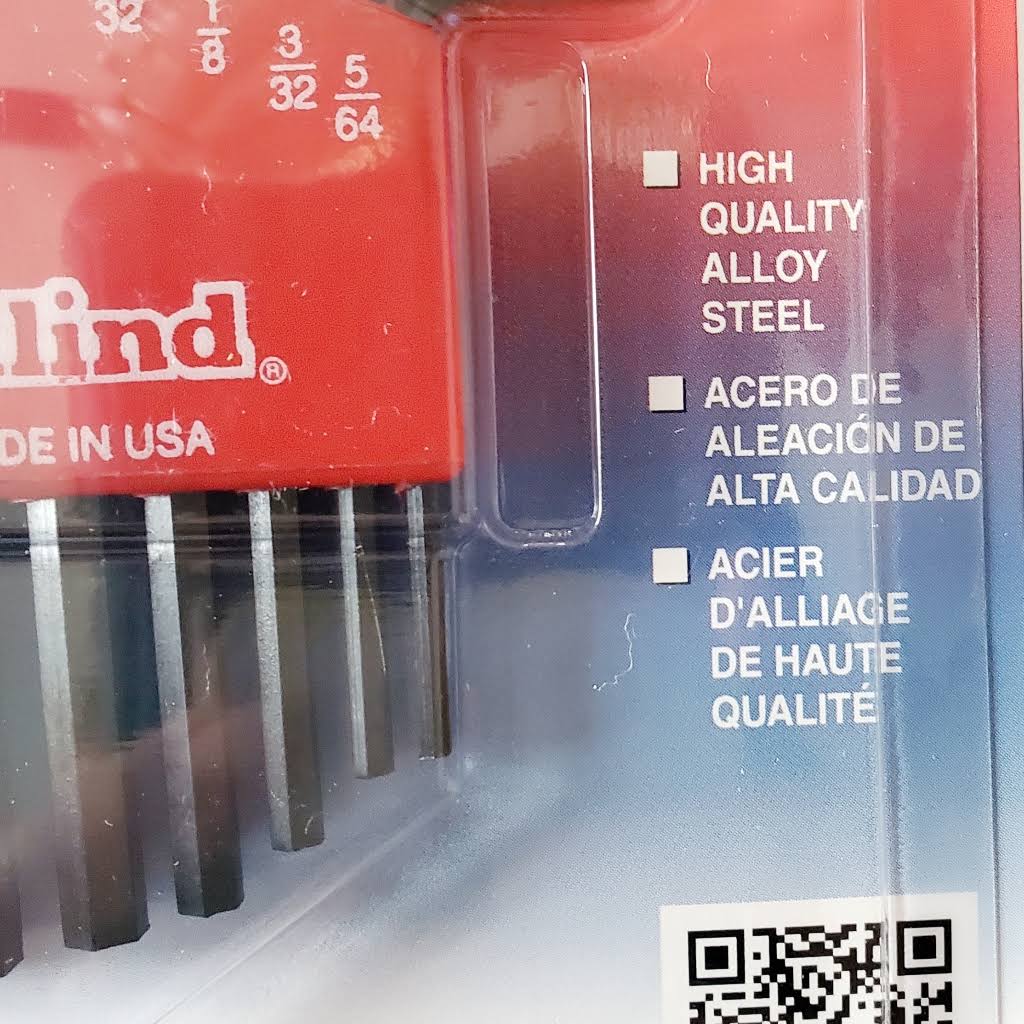 32
1/8
3/32
5/64
lind®
DE IN USA
HIGH
QUALITY
ALLOY
STEEL
ACERO DE
ALEACIÓN DE
ALTA CALIDAD
ACIER
D'ALLIAGE
DE HAUTE
QUALITÉ